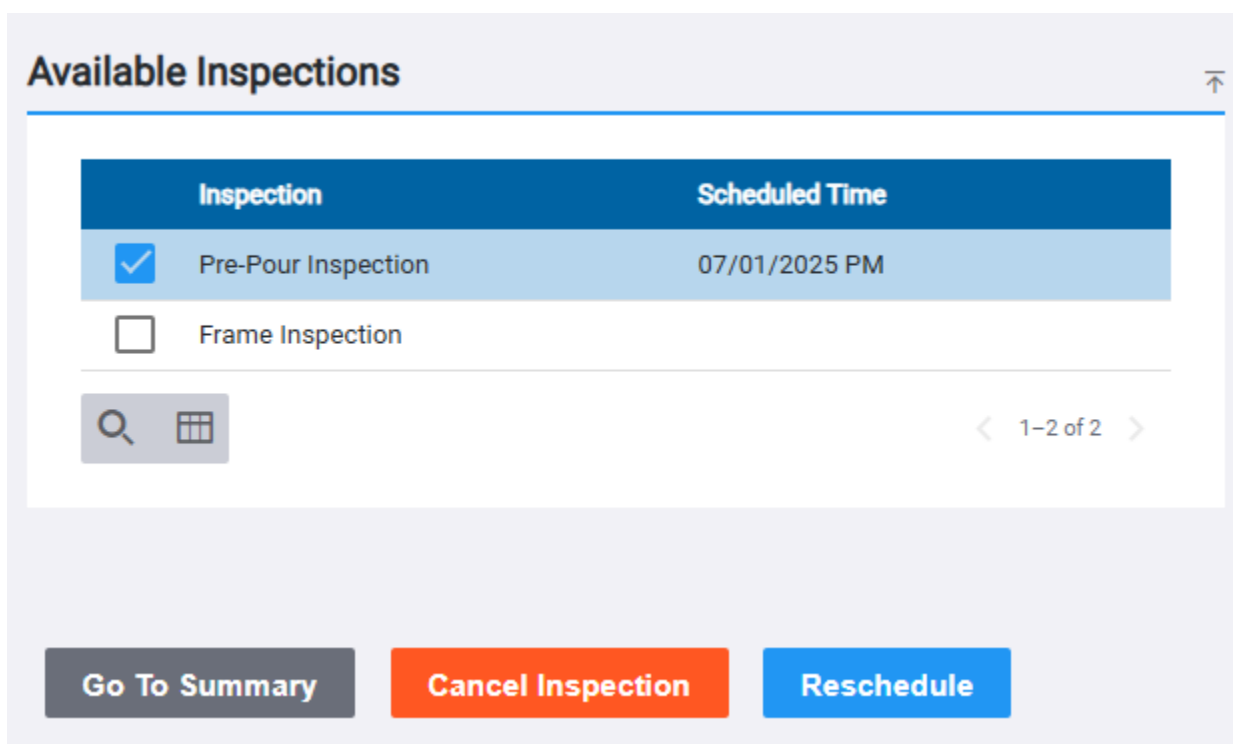 Available Inspections
Inspection Scheduled Time
Pre-Pour Inspection 07/01/2025 PM
Frame Inspection
1–2 of 2
Go To Summary Cancel Inspection Reschedule